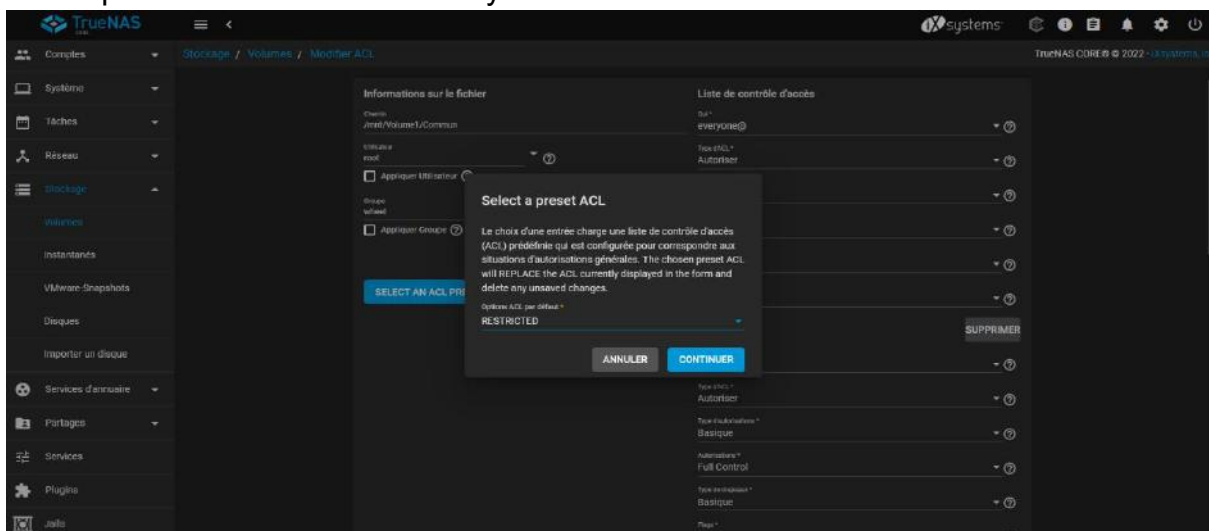 TrueNAS
CORE
systems
Comptes
Stockage / Volumes / Modifier ACL
TrueNAS CORE® © 2022 -
Système
Tâches
Réseau
Stockage
Volumes
Instantanés
VMware-Snapshots
Disques
Importer un disque
Services d'annuaire
Partages
Services
Plugins
Jails
Informations sur le fichier
Chemin
/mnt/Volume1/Commun
Utilisateur
root
Appliquer Utilisateur
Groupe
wheel
Appliquer Groupe
SELECT AN ACL PRE
Select a preset ACL
Le choix d'une entrée charge une liste de contrôle d'accès
(ACL) prédéfinie qui est configurée pour correspondre aux
situations d'autorisations générales. The chosen preset ACL
will REPLACE the ACL currently displayed in the form and
delete any unsaved changes.
Options ACL par défaut *
RESTRICTED
ANNULER
CONTINUER
Liste de contrôle d'accès
Qui *
everyone@
Type d'ACL *
Autoriser
SUPPRIMER
Type d'ACL *
Autoriser
Type d'autorisations *
Basique
Autorisations *
Full Control
Basique
Flags *